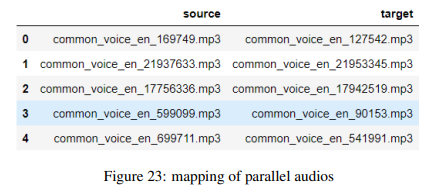 source target
0 common_voice_en_169749.mp3 common_voice_en_127542.mp3
1 common_voice_en_21937633.mp3 common_voice_en_21953345.mp3
2 common_voice_en_17756336.mp3 common_voice_en_17942519.mp3
3 common_voice_en_599099.mp3 common_voice_en_90153.mp3
4 common_voice_en_699711.mp3 common_voice_en_541991.mp3
Figure 23: mapping of parallel audios